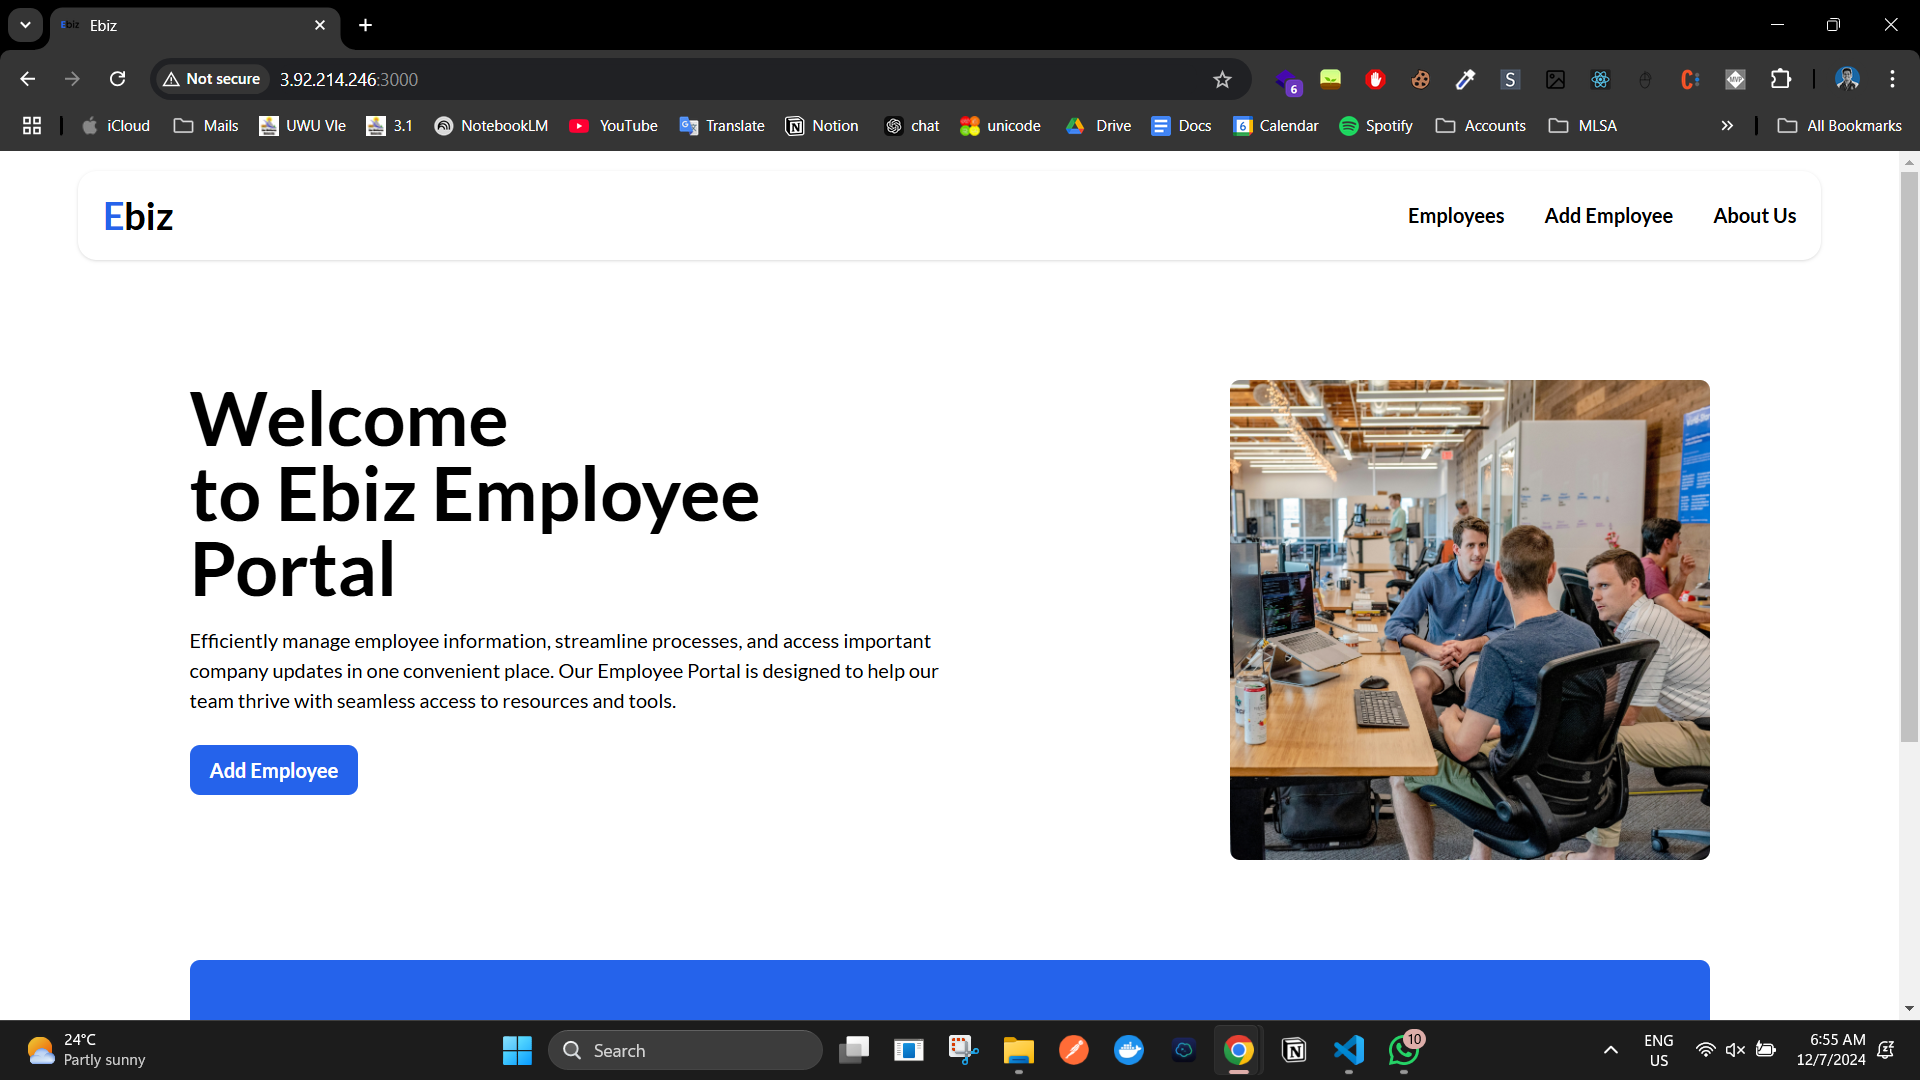 Ebiz
Not secure
3.92.214.246:3000
6
S
iCloud
Mails
UWU Vle
3.1
NotebookLM
YouTube
Translate
Notion
chat
unicode
Drive
Docs
6
Calendar
Spotify
Accounts
MLSA
All Bookmarks
Ebiz
Employees
Add Employee
About Us
Welcome
to Ebiz Employee
Portal
Efficiently manage employee information, streamline processes, and access important
company updates in one convenient place. Our Employee Portal is designed to help our
team thrive with seamless access to resources and tools.
Add Employee
24°C
Partly sunny
Search
10
ENG
US
6:55 AM
12/7/2024